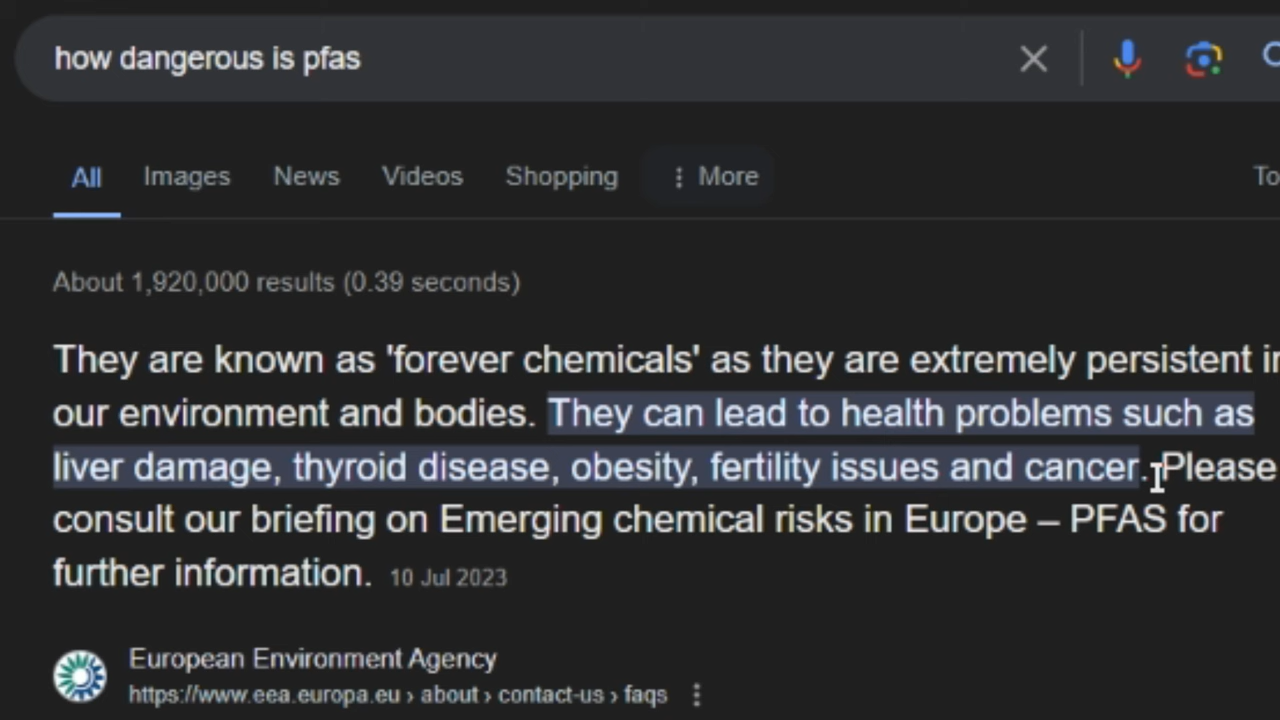 how dangerous is pfas
All Images News Videos Shopping More
About 1,920,000 results (0.39 seconds)
They are known as 'forever chemicals' as they are extremely persistent in
our environment and bodies. They can lead to health problems such as
liver damage, thyroid disease, obesity, fertility issues and cancer. Please
consult our briefing on Emerging chemical risks in Europe – PFAS for
further information. 10 Jul 2023
European Environment Agency
https://www.eea.europa.eu › about › contact-us › faqs